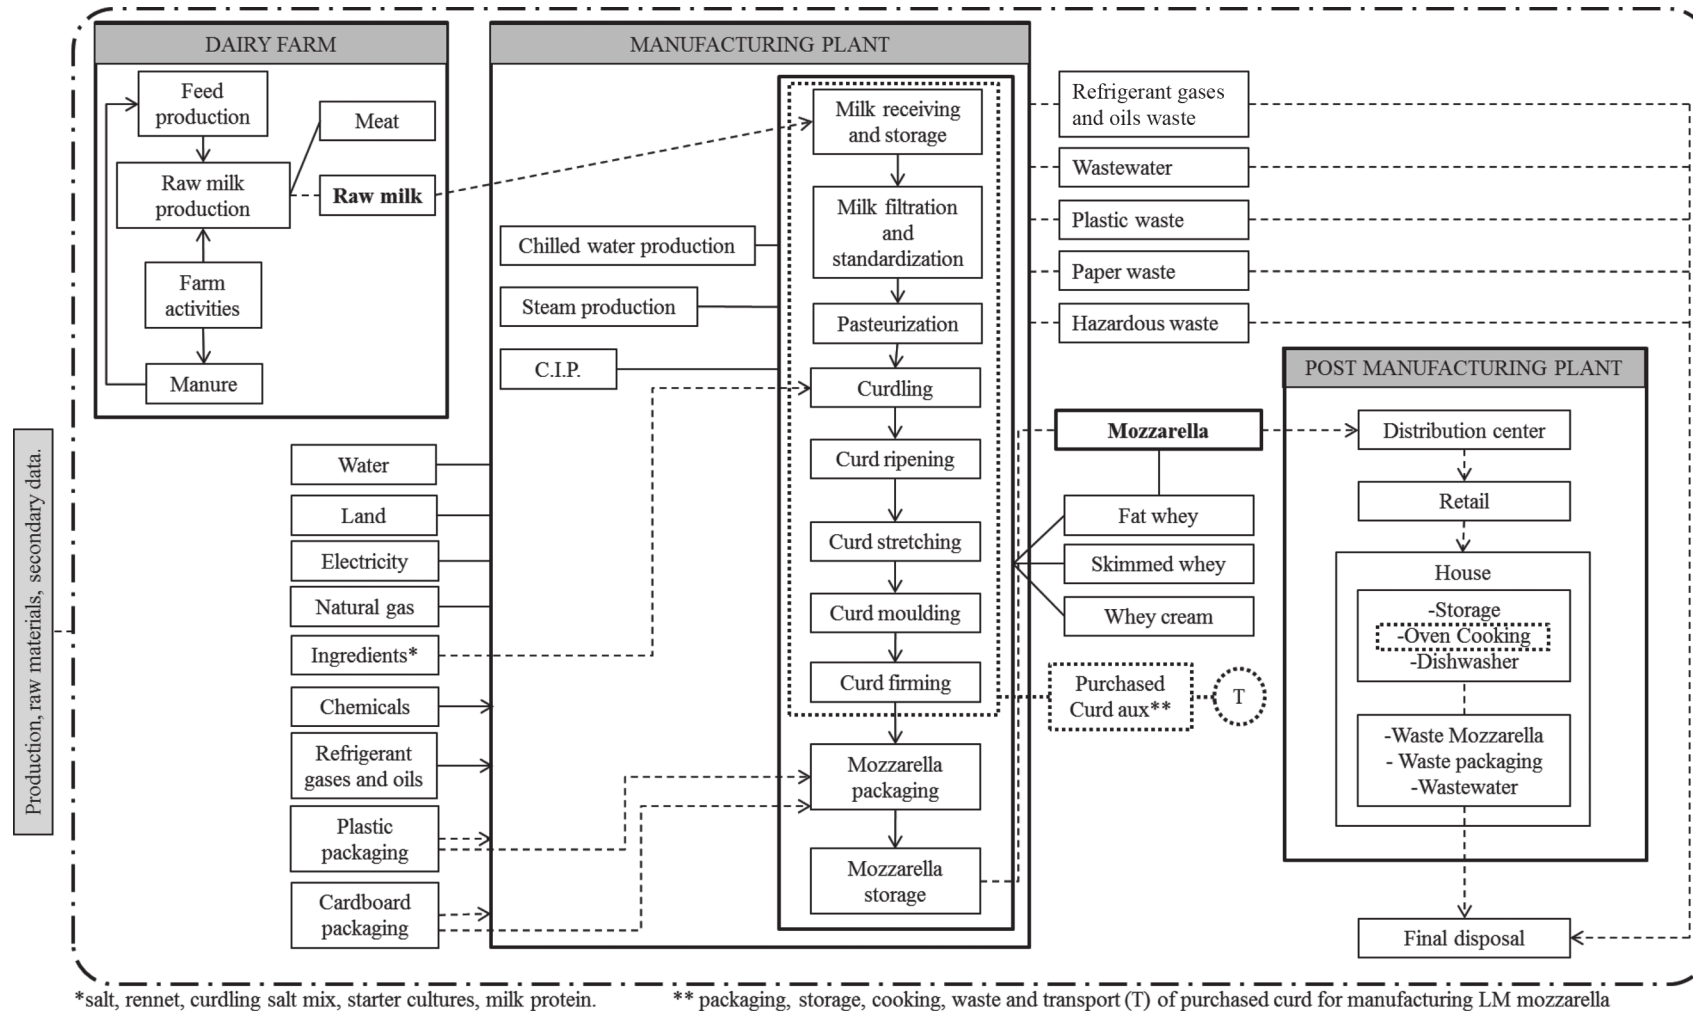 Production, raw materials, secondary data.
DAIRY FARM
Feed
production
Meat
Raw milk
production
Raw milk
Farm
activities
Manure
Water
Land
Electricity
Natural gas
Ingredients*
Chemicals
Refrigerant
gases and oils
Plastic
packaging
Cardboard
packaging
MANUFACTURING PLANT
Chilled water production
Steam production
C.I.P.
Milk receiving
and storage
Milk filtration
and
standardization
Pasteurization
Curdling
Curd ripening
Curd stretching
Curd moulding
Curd firming
Mozzarella
packaging
Mozzarella
storage
Refrigerant gases
and oils waste
Wastewater
Plastic waste
Paper waste
Hazardous waste
Mozzarella
Fat whey
Skimmed whey
Whey cream
Purchased
Curd aux**
T
POST MANUFACTURING PLANT
Distribution center
Retail
House
-Storage
-Oven Cooking
-Dishwasher
-Waste Mozzarella
- Waste packaging
-Wastewater
Final disposal
*salt, rennet, curdling salt mix, starter cultures, milk protein.
** packaging, storage, cooking, waste and transport (T) of purchased curd for manufacturing LM mozzarella